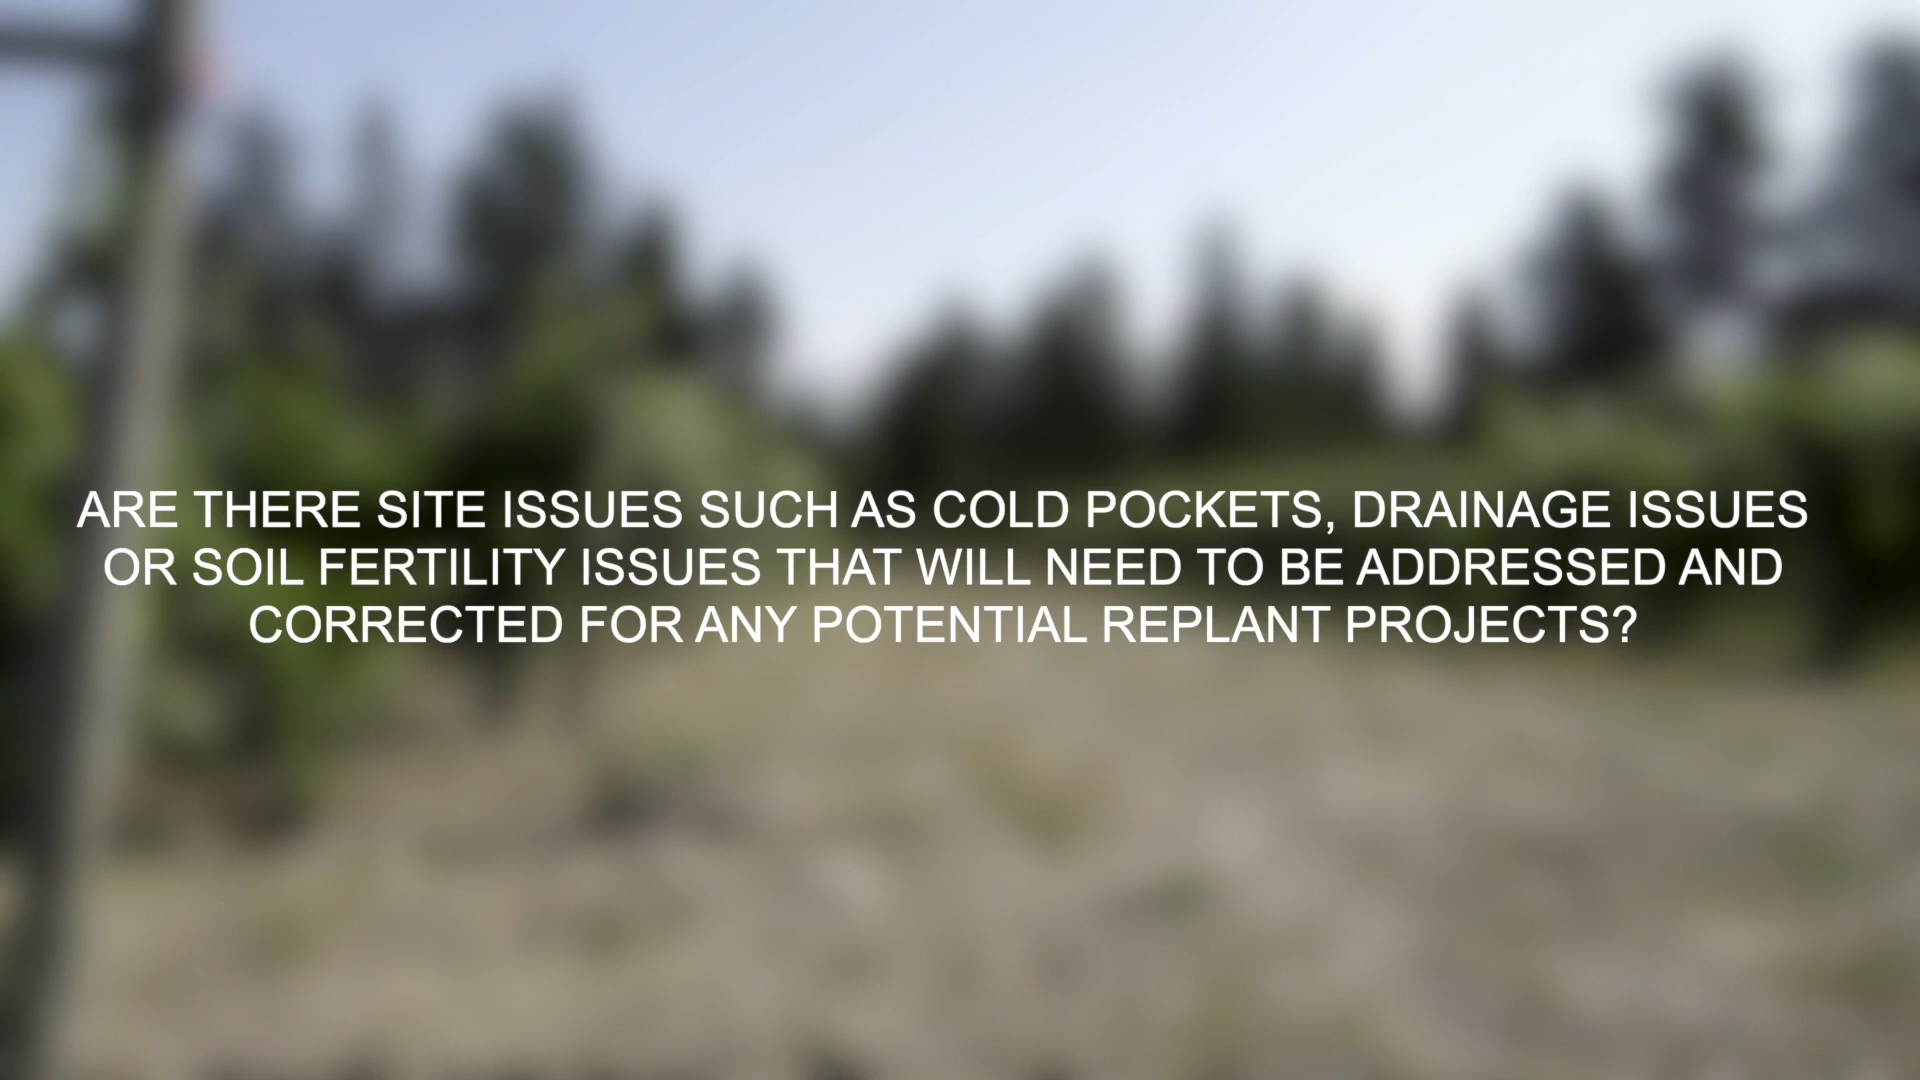 ARE THERE SITE ISSUES SUCH AS COLD POCKETS, DRAINAGE ISSUES
OR SOIL FERTILITY ISSUES THAT WILL NEED TO BE ADDRESSED AND
CORRECTED FOR ANY POTENTIAL REPLANT PROJECTS?